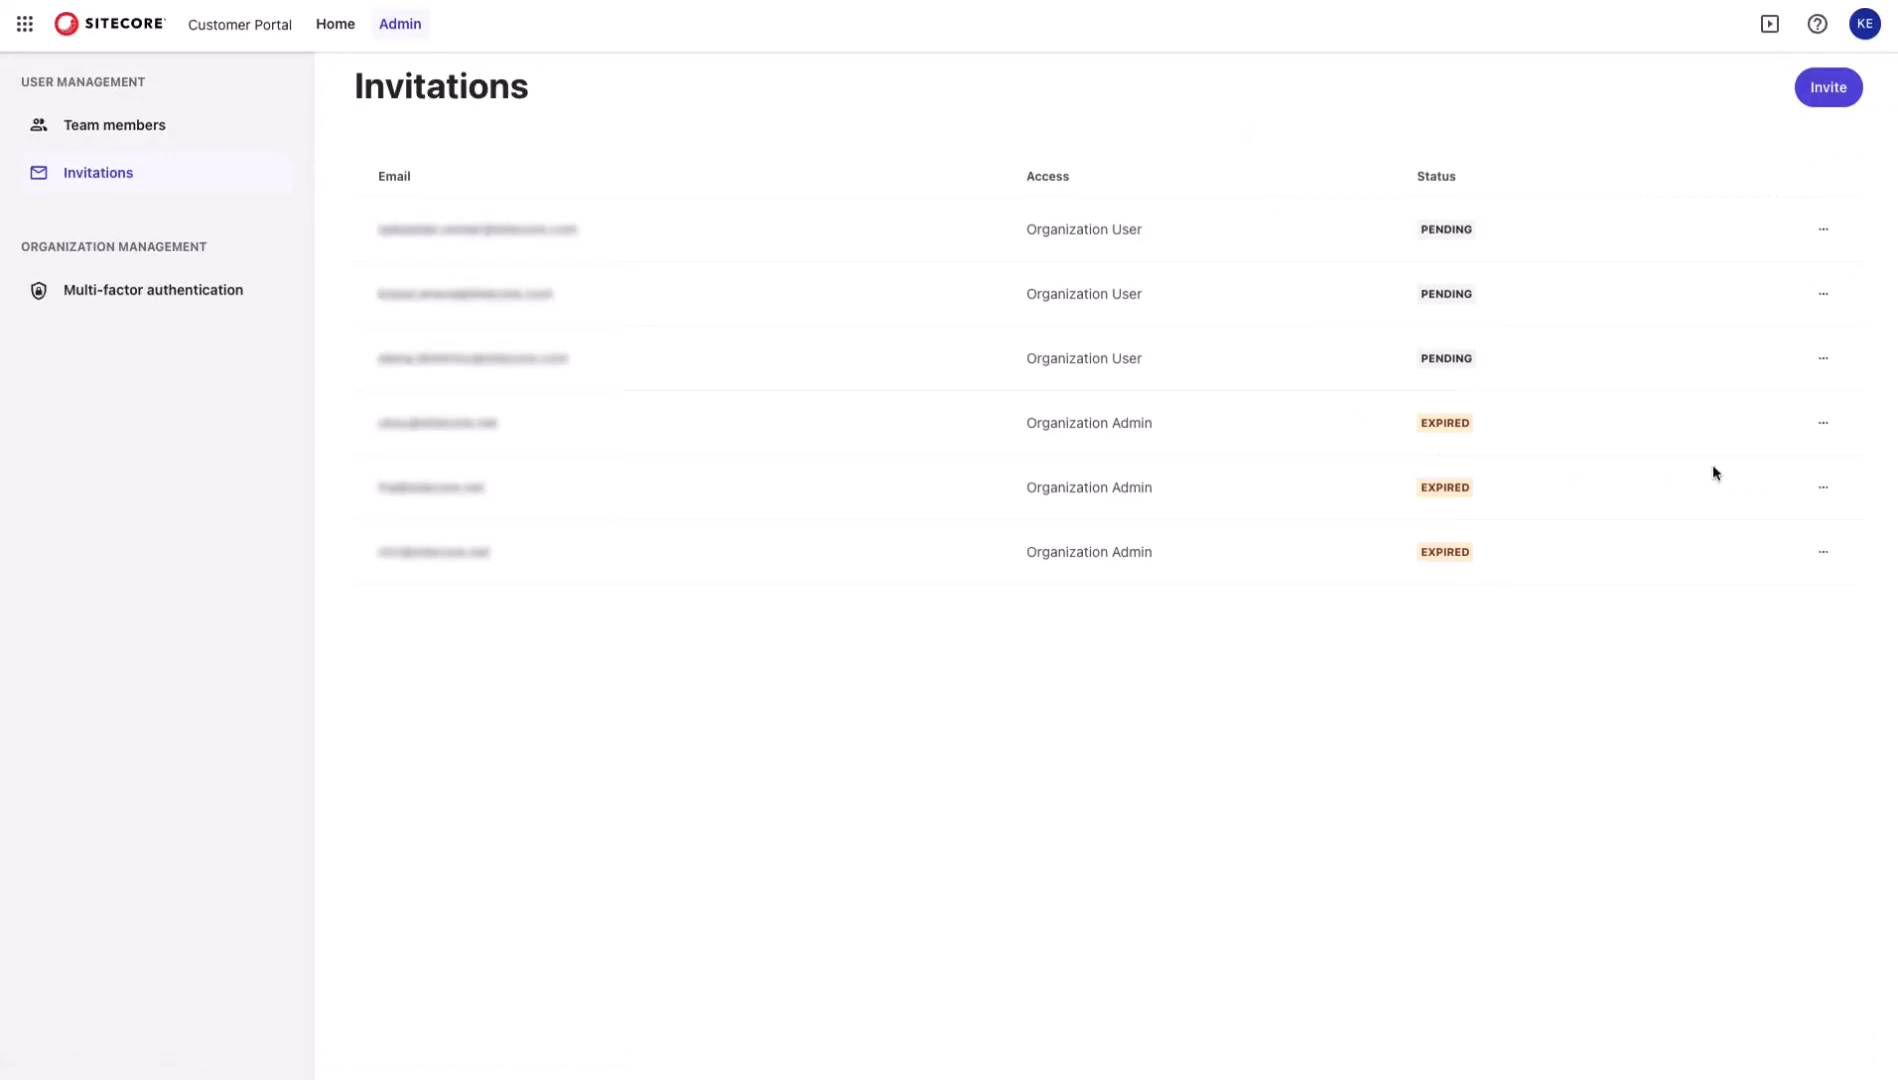 SITECORE
Customer Portal
Home
Admin
KE
USER MANAGEMENT
Team members
Invitations
ORGANIZATION MANAGEMENT
Multi-factor authentication
Invitations
Invite
Email Access Status
Organization User PENDING ...
Organization User PENDING ...
Organization User PENDING ...
Organization Admin EXPIRED ...
Organization Admin EXPIRED ...
Organization Admin EXPIRED ...